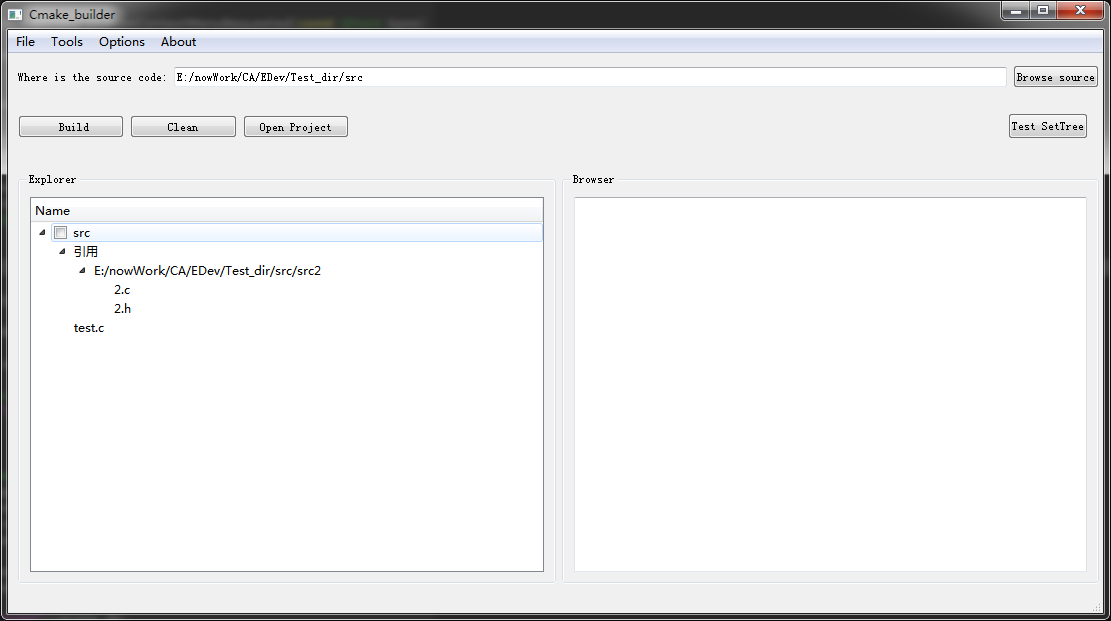 Cmake_builder
File Tools Options About
Where is the source code: E:/nowWork/CA/EDev/Test_dir/src Browse source
Build Clean Open Project Test SetTree
Explorer Browser
Name
src
引用
E:/nowWork/CA/EDev/Test_dir/src/src2
2.c
2.h
test.c